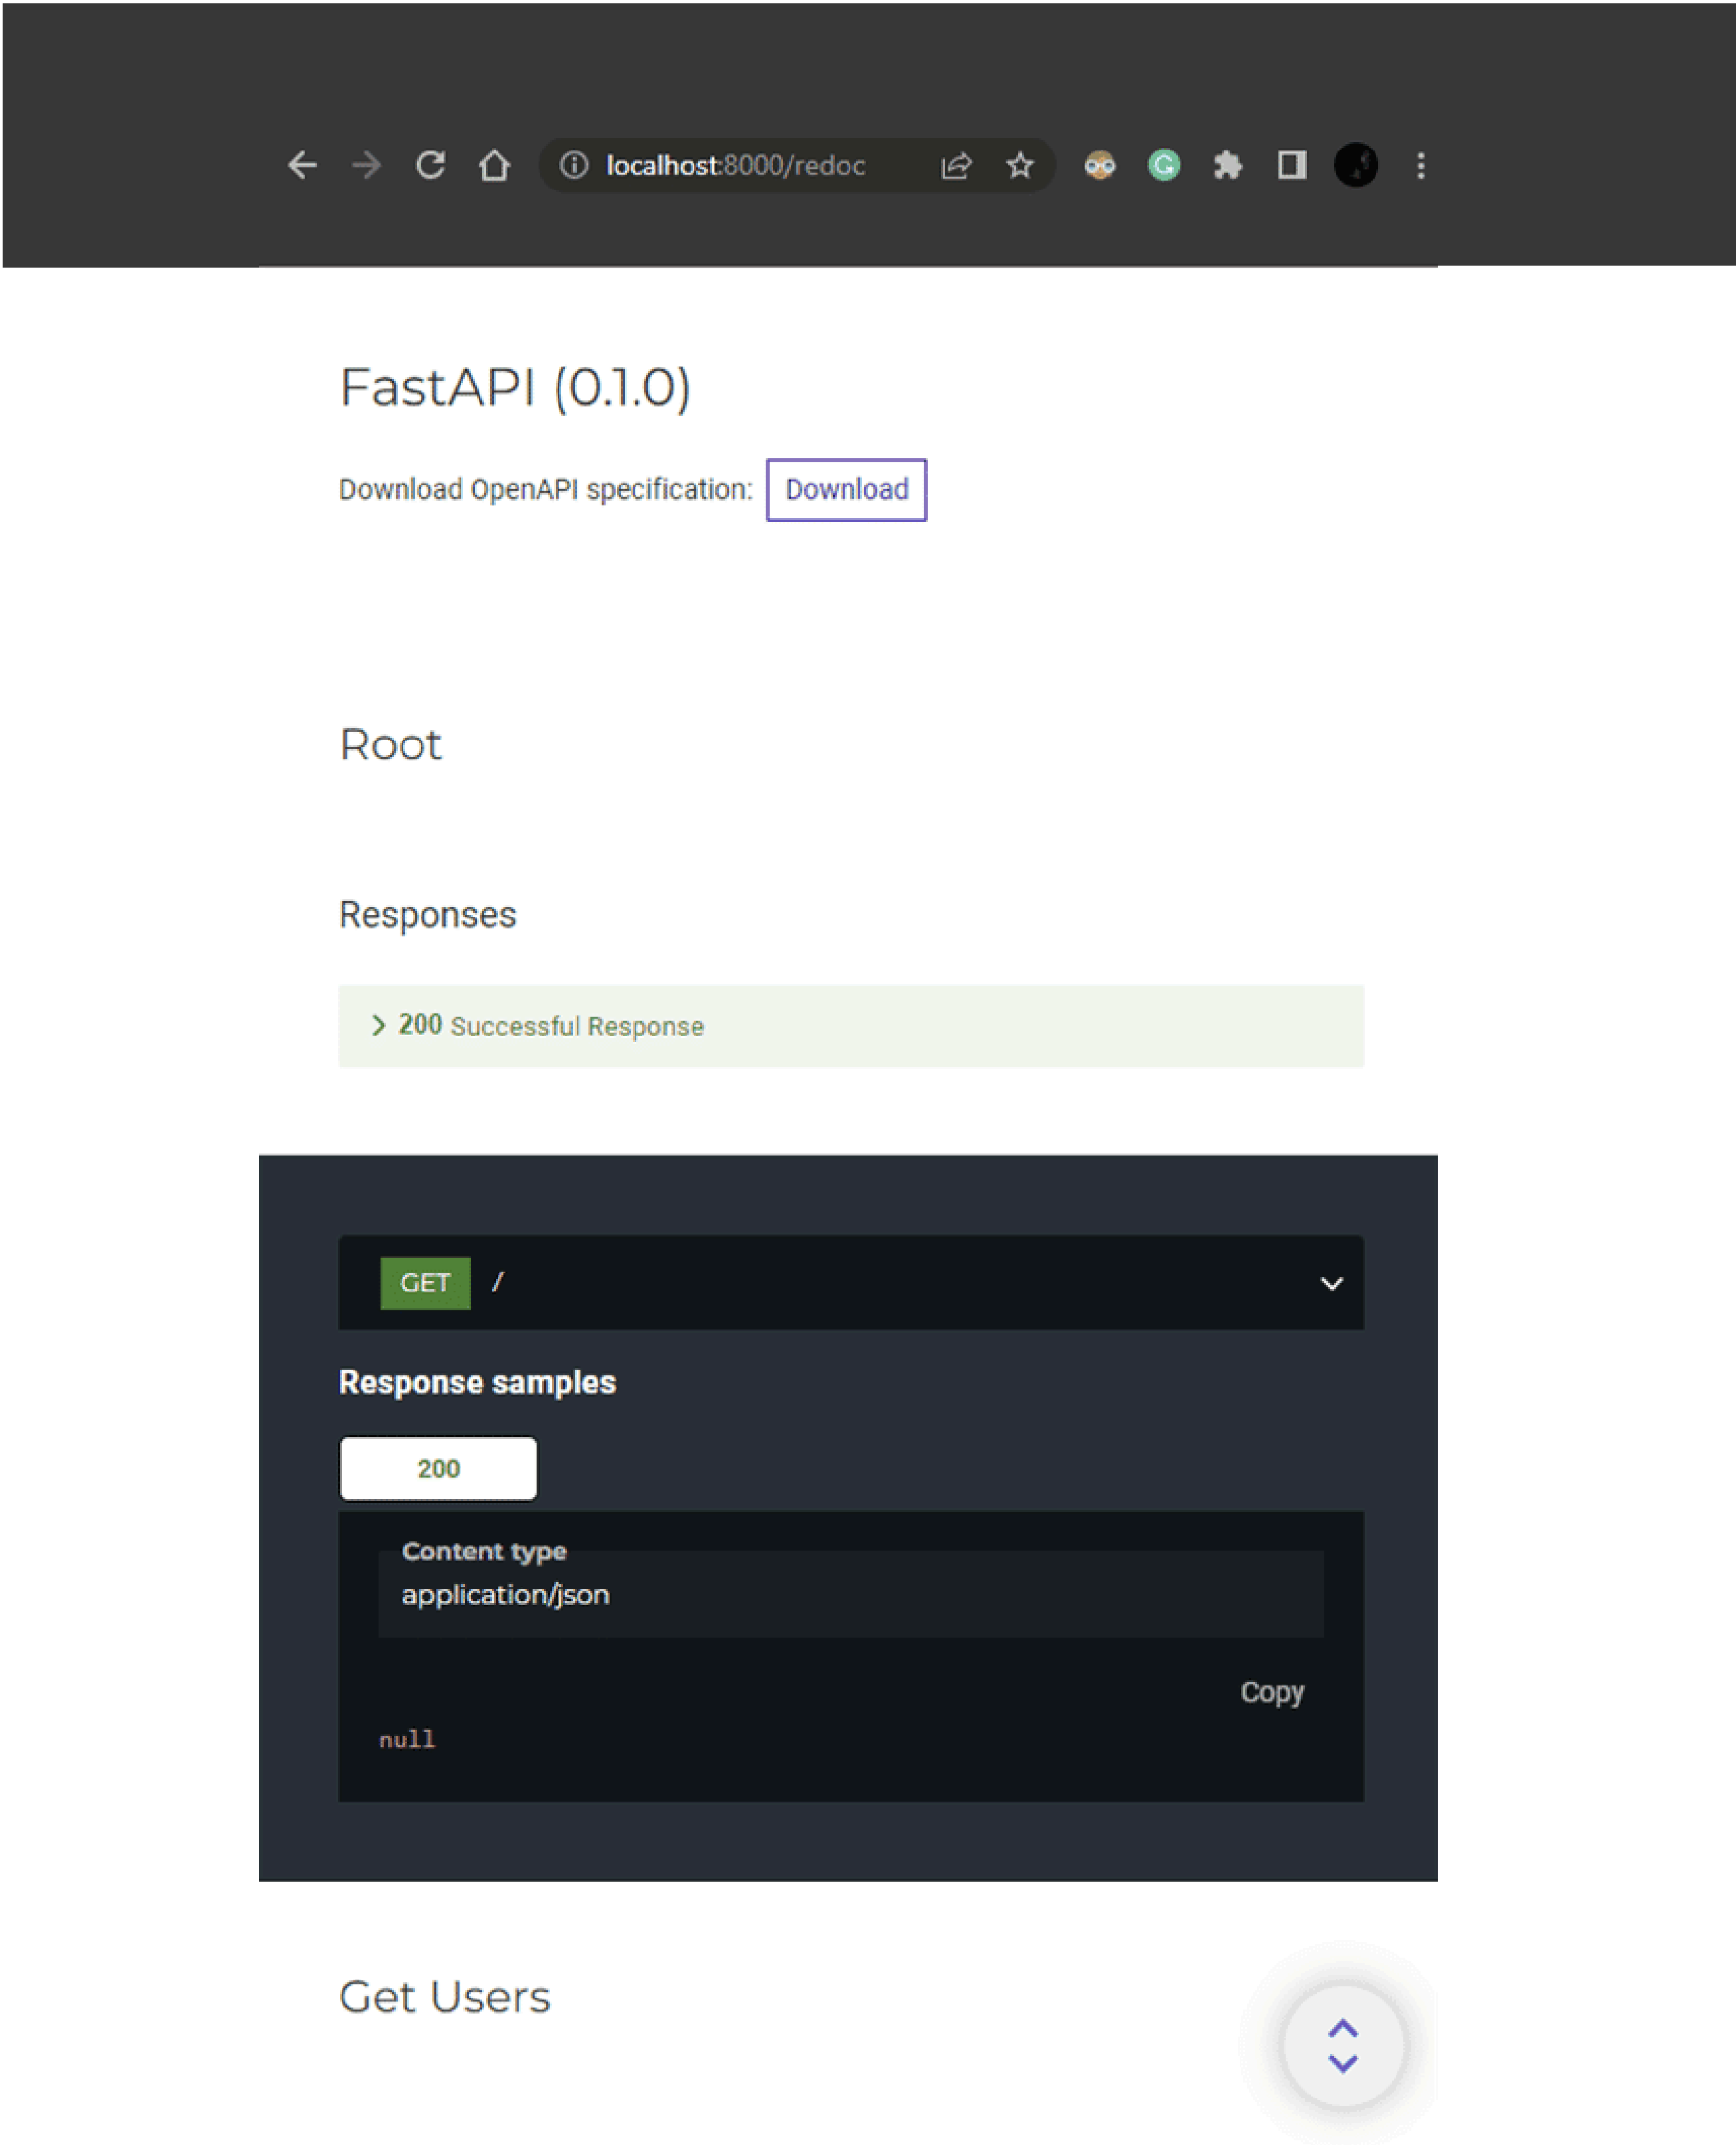 localhost:8000/redoc
FastAPI (0.1.0)
Download OpenAPI specification: Download
Root
Responses
200 Successful Response
GET /
Response samples
200
Content type
application/json
Copy
null
Get Users